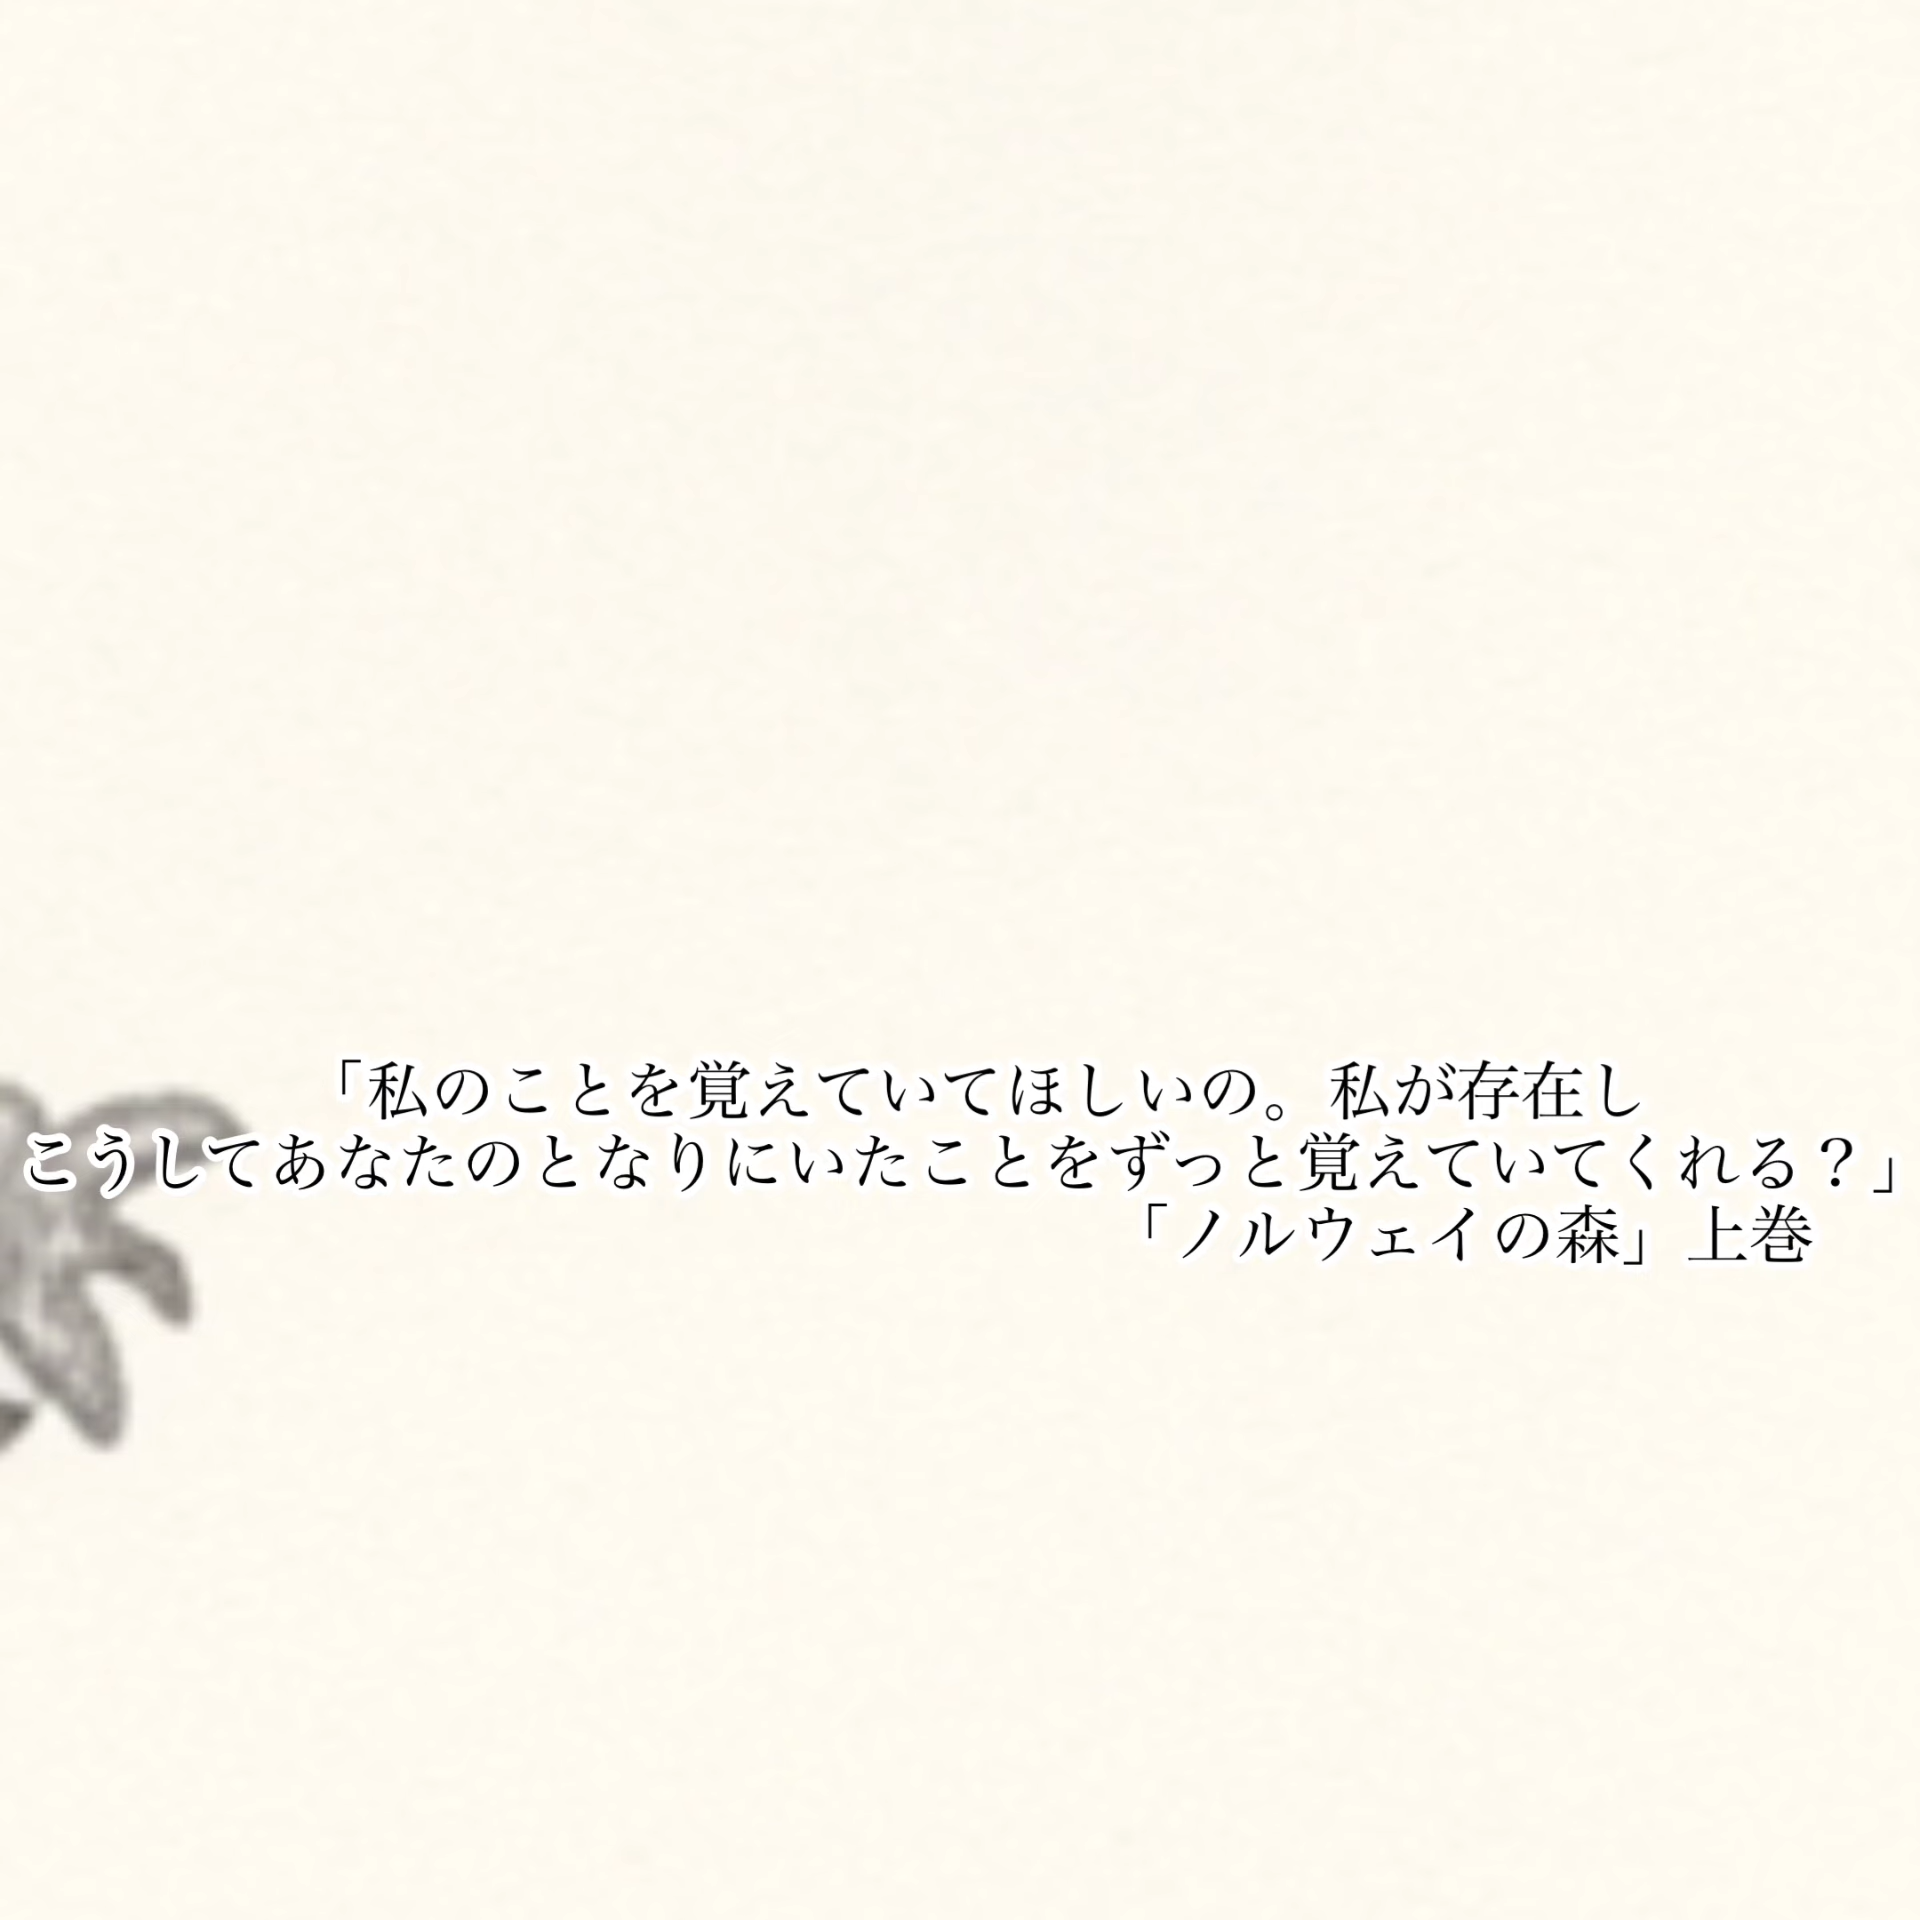 「私のことを覚えていてほしいの。私が存在し
こうしてあなたのとなりにいたことをずっと覚えていてくれる？」
「ノルウェイの森」上巻